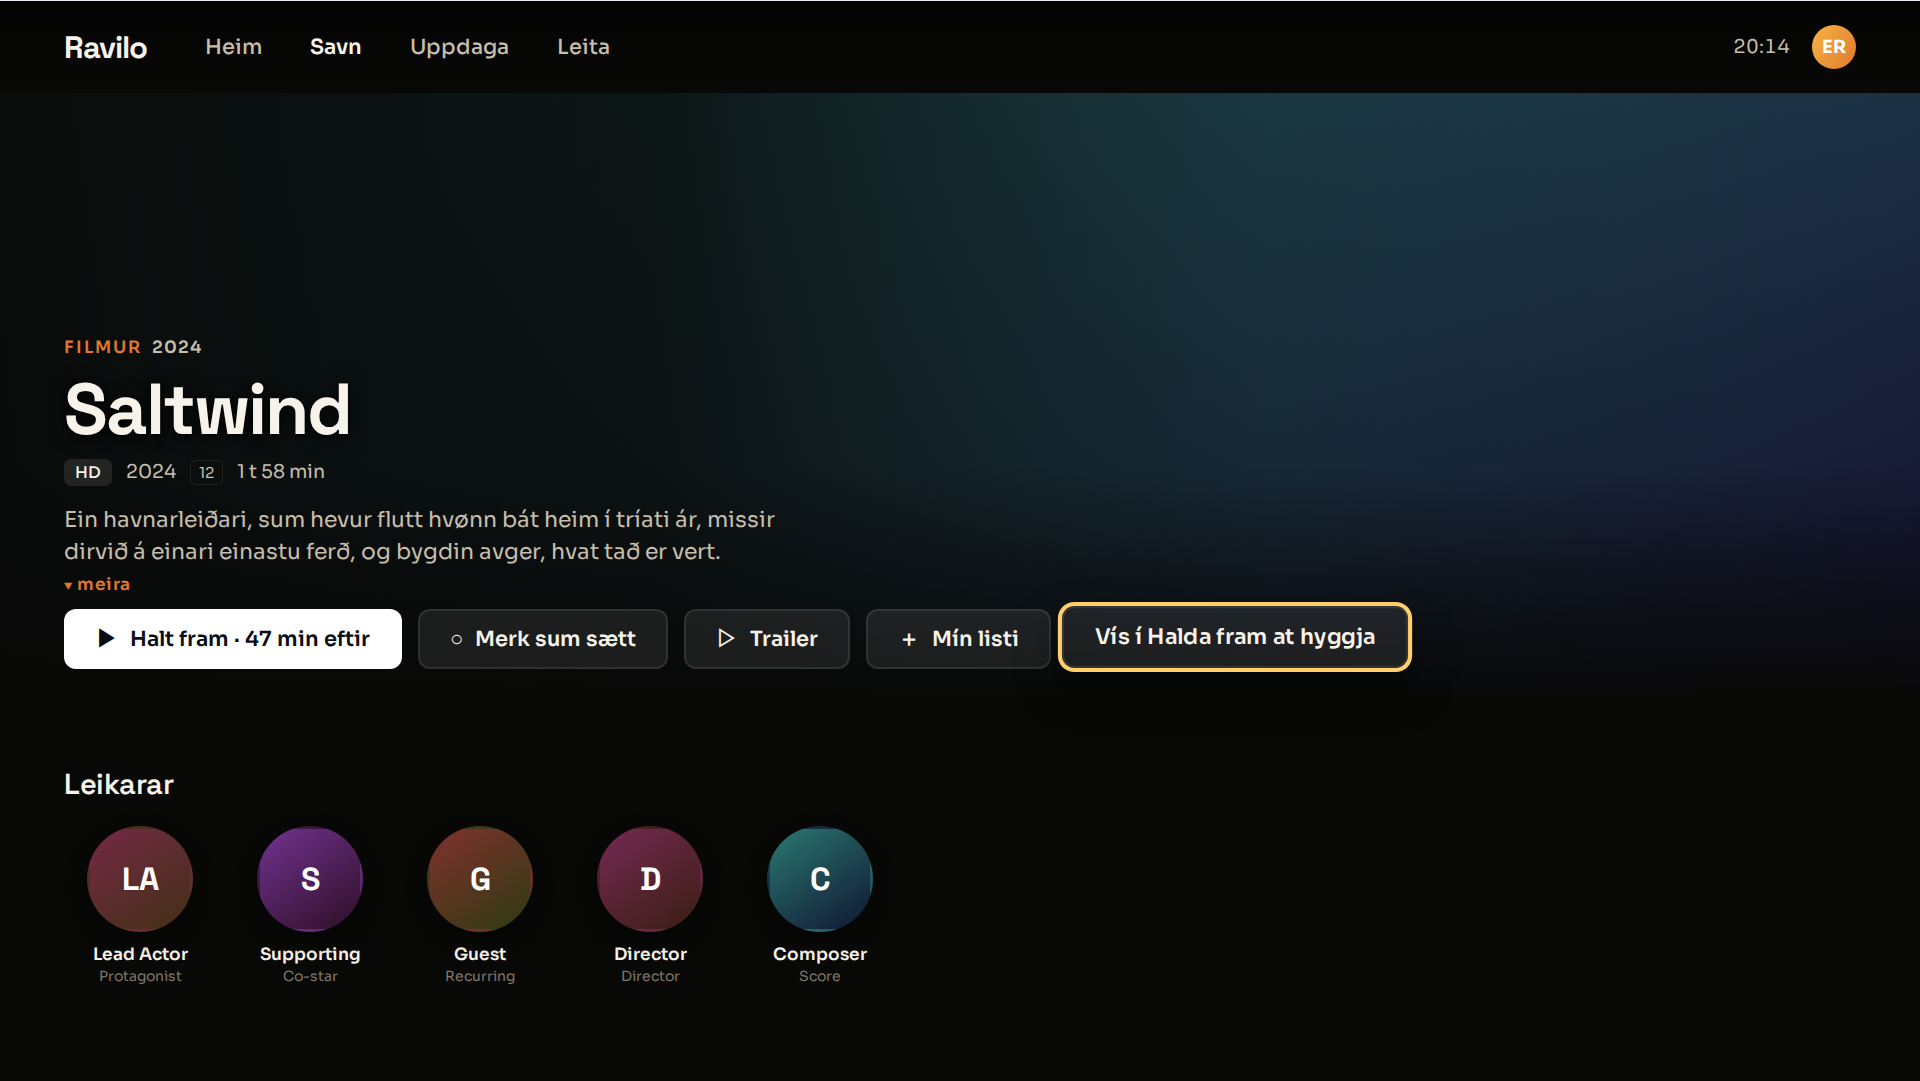 Ravilo
Heim
Savn
Uppdaga
Leita
20:14
ER
FILMUR 2024
Saltwind
HD 2024 12 1 t 58 min
Ein havnarleiðari, sum hevur flutt hvønn bát heim í tríati ár, missir
dirvið á einari einastu ferð, og bygdin avger, hvat tað er vert.
▾ meira
▶ Halt fram · 47 min eftir
○ Merk sum sætt
▷ Trailer
+ Mín listi
Vís í Halda fram at hyggja
Leikarar
LA
Lead Actor
Protagonist
S
Supporting
Co-star
G
Guest
Recurring
D
Director
Director
C
Composer
Score